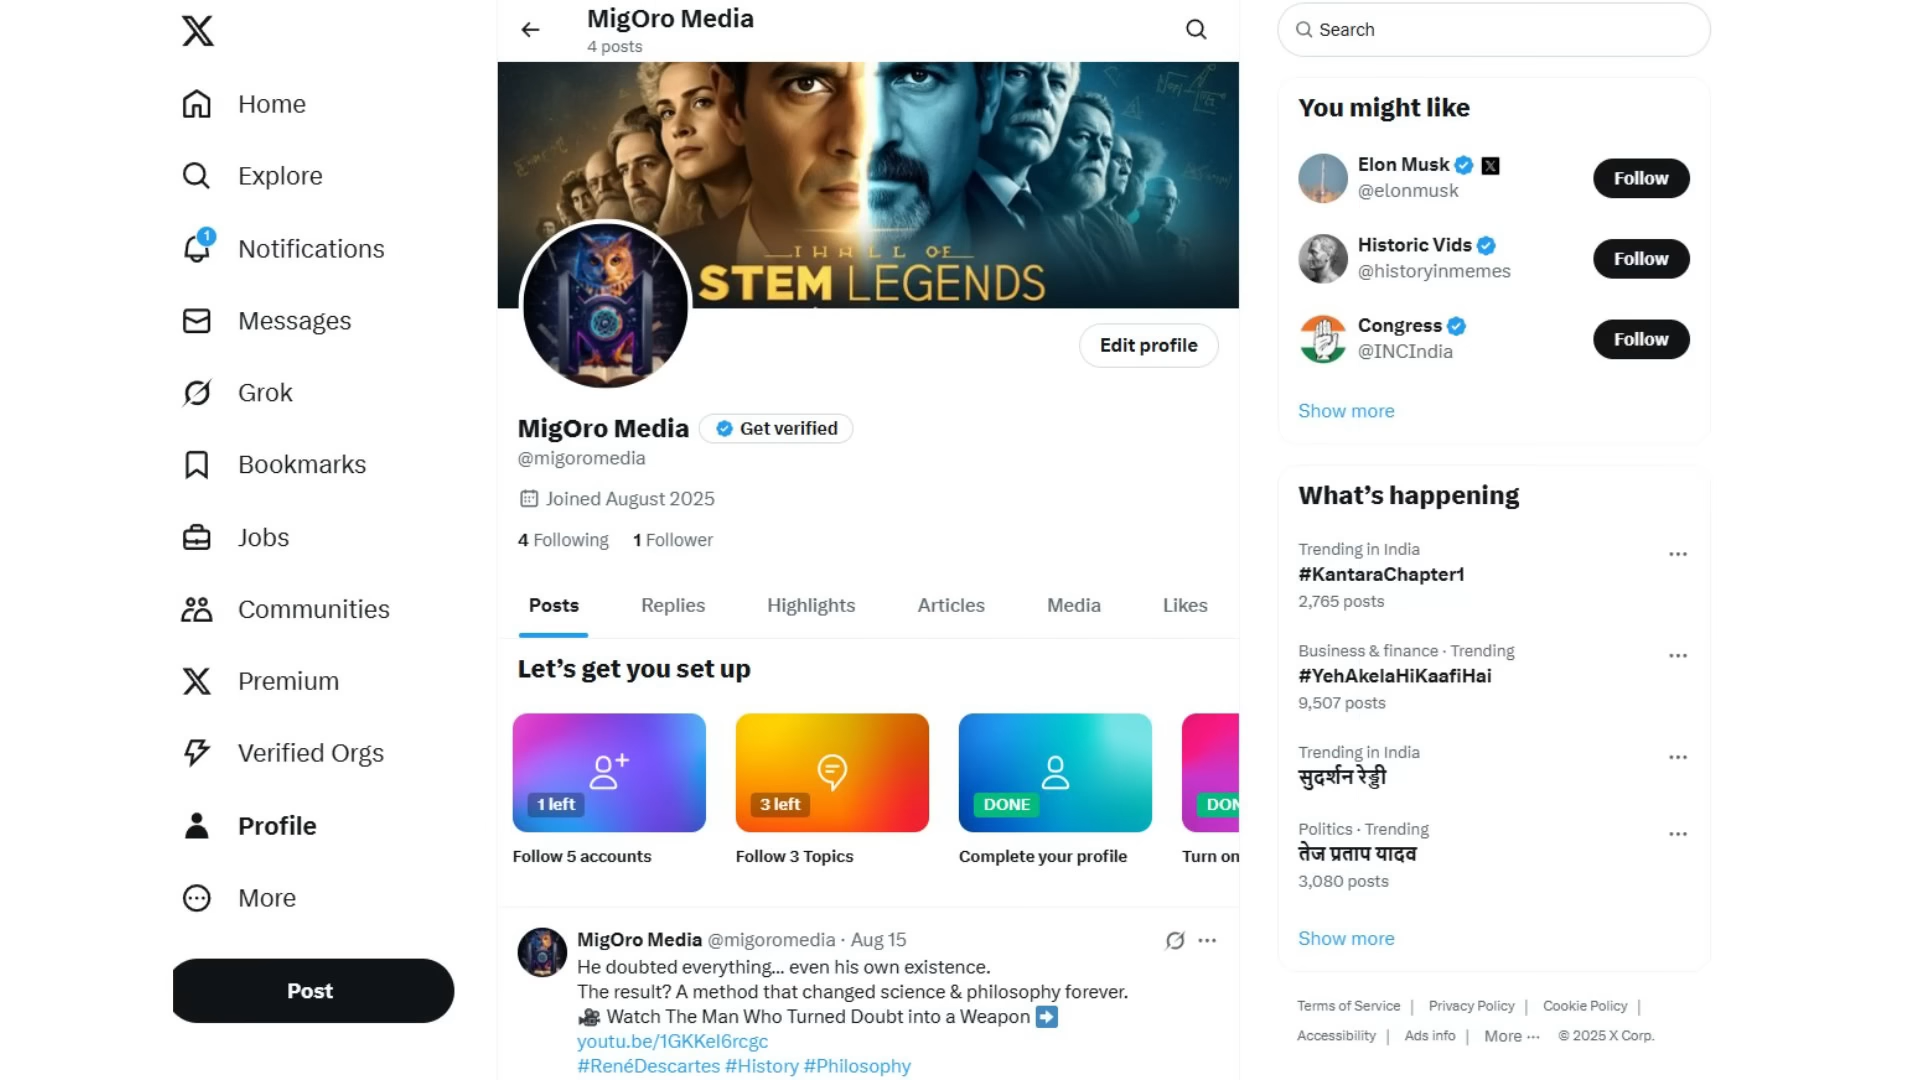 Home
Explore
1
Notifications
Messages
Grok
Bookmarks
Jobs
Communities
Premium
Verified Orgs
Profile
More
Post
MigOro Media
4 posts
THRILL OF
STEM LEGENDS
Edit profile
MigOro Media Get verified
@migoromedia
Joined August 2025
4 Following 1 Follower
Posts Replies Highlights Articles Media Likes
Let’s get you set up
1 left 3 left DONE DON
Follow 5 accounts Follow 3 Topics Complete your profile Turn on
MigOro Media @migoromedia · Aug 15
He doubted everything... even his own existence.
The result? A method that changed science & philosophy forever.
🎥 Watch The Man Who Turned Doubt into a Weapon ➡️
youtu.be/1GKKel6rcgc
#RenéDescartes #History #Philosophy
Search
You might like
Elon Musk
@elonmusk
Follow
Historic Vids
@historyinmemes
Follow
Congress
@INCIndia
Follow
Show more
What’s happening
Trending in India
#KantaraChapter1
2,765 posts
Business & finance · Trending
#YehAkelaHiKaafiHai
9,507 posts
Trending in India
सुदर्शन रेड्डी
Politics · Trending
तेज प्रताप यादव
3,080 posts
Show more
Terms of Service | Privacy Policy | Cookie Policy |
Accessibility | Ads info | More ··· © 2025 X Corp.